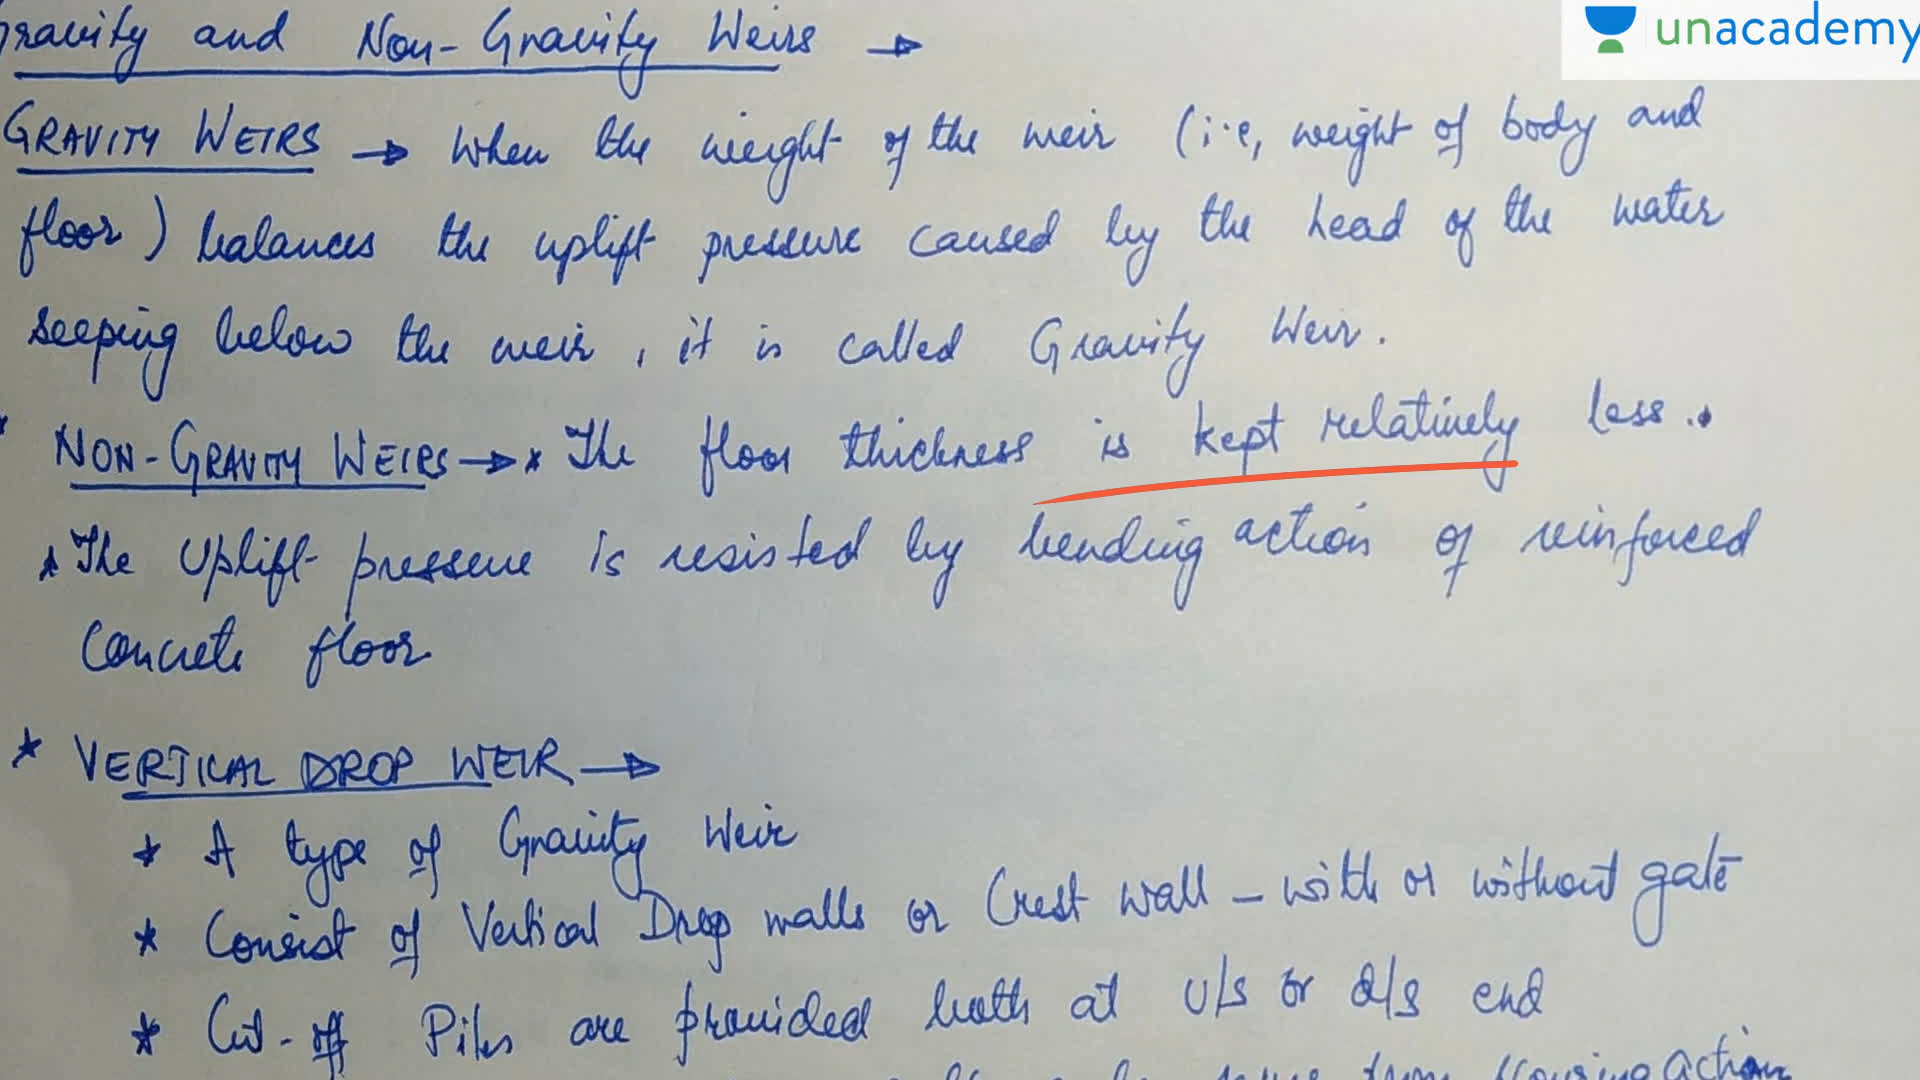 Gravity and Non-Gravity Weirs →
unacademy
GRAVITY WEIRS → When the weight of the weir (i.e, weight of body and
floor) balances the uplift pressure caused by the head of the water
seeping below the weir, it is called Gravity Weir.
* NON-GRAVITY WEIRS → * The floor thickness is kept relatively less.
* The Uplift pressure is resisted by bending action of reinforced
Concrete floor
* VERTICAL DROP WEIR →
* A type of Gravity Weir
* Consist of Vertical Drop walls or Crest wall - with or without gate
* Cut-off Piles are provided both at U/S or D/S end
from scouring action